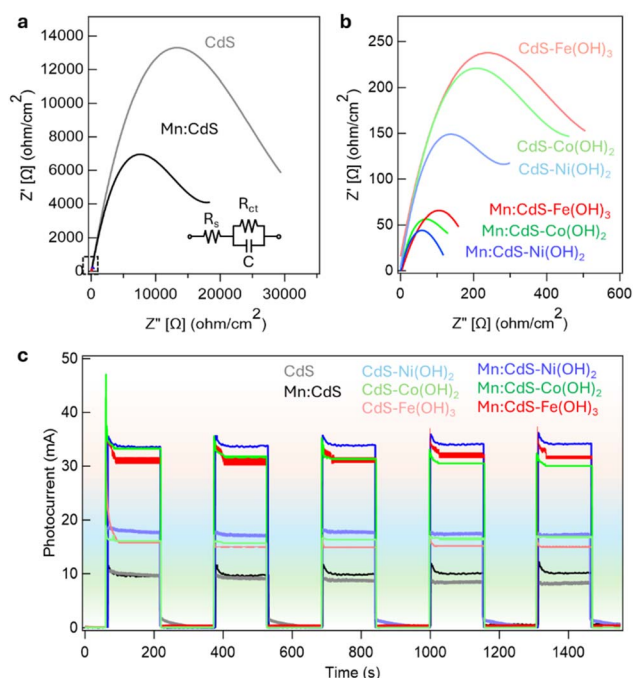 a
14000
12000
10000
8000
6000
4000
2000
0
Z' [Ω] (ohm/cm²)
CdS
Mn:CdS
Rₛ
R_ct
C
0
10000
20000
30000
Z" [Ω] (ohm/cm²)
b
250
200
150
100
50
0
Z' [Ω] (ohm/cm²)
CdS-Fe(OH)₃
CdS-Co(OH)₂
CdS-Ni(OH)₂
Mn:CdS-Fe(OH)₃
Mn:CdS-Co(OH)₂
Mn:CdS-Ni(OH)₂
0
200
400
600
Z" [Ω] (ohm/cm²)
c
50
40
30
20
10
0
Photocurrent (mA)
CdS
Mn:CdS
CdS-Ni(OH)₂
CdS-Co(OH)₂
CdS-Fe(OH)₃
Mn:CdS-Ni(OH)₂
Mn:CdS-Co(OH)₂
Mn:CdS-Fe(OH)₃
0
200
400
600
800
1000
1200
1400
Time (s)